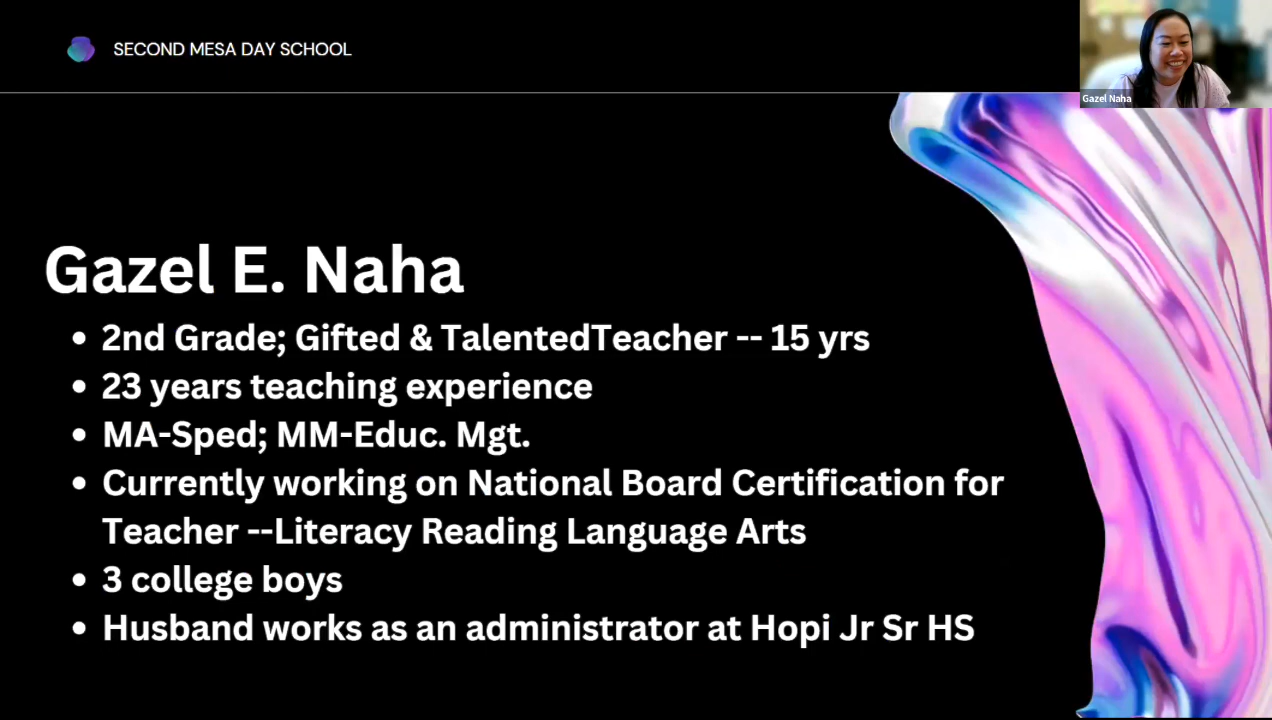 SECOND MESA DAY SCHOOL
Gazel Naha
Gazel E. Naha
• 2nd Grade; Gifted & TalentedTeacher -- 15 yrs
• 23 years teaching experience
• MA-Sped; MM-Educ. Mgt.
• Currently working on National Board Certification for
Teacher --Literacy Reading Language Arts
• 3 college boys
• Husband works as an administrator at Hopi Jr Sr HS